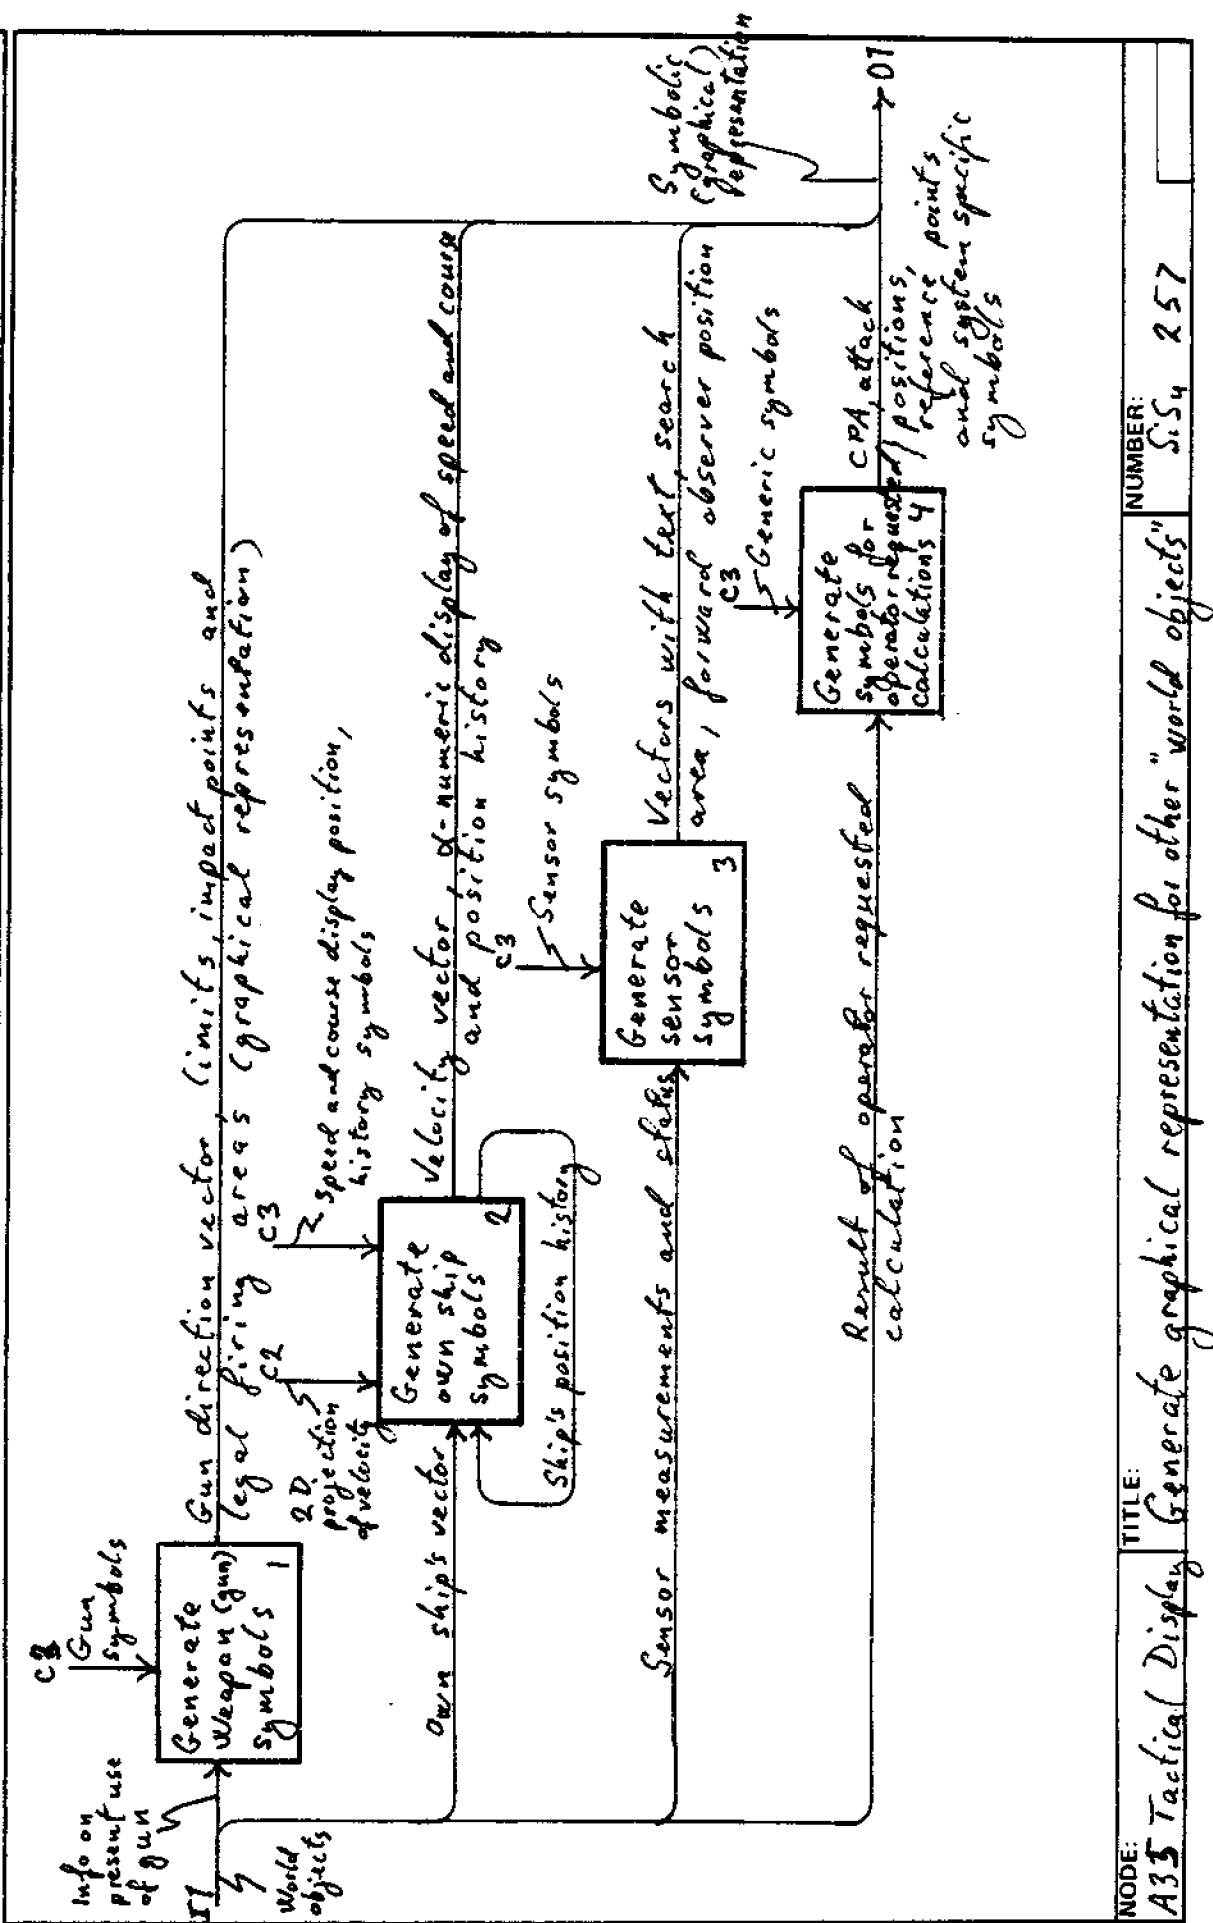 C3
Gun
symbols
Info on
present use
of gun
I1
World
objects
Generate
Weapon (gun)
symbols 1
Gun direction vector, limits, impact points and
legal firing areas (graphical representation)
C2
2D
projection
of velocity
C3
Speed and course display position,
history symbols
Own ship's vector
Generate
own ship
symbols 2
Ship's position history
Velocity vector, α-numeric display of speed and course
and position history
C3
Sensor symbols
Sensor measurements and status
Generate
sensor
symbols 3
Vectors with text, search
area, forward observer position
C3
Generic symbols
Result of operator requested
calculation
Generate
symbols for
operator requested
calculations 4
CPA, attack
positions,
reference points
and system specific
symbols
Symbolic
(graphical)
representation
O1
NODE:
A35 Tactical Display
TITLE:
Generate graphical representation for other "world objects"
NUMBER:
SiSy 257